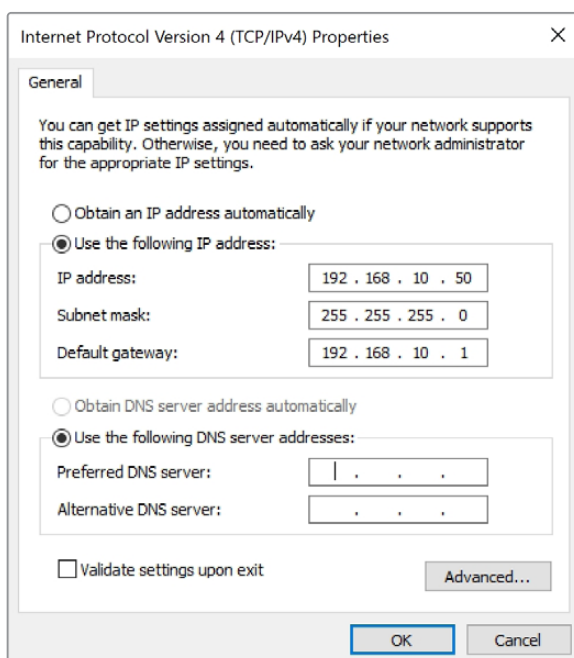 Internet Protocol Version 4 (TCP/IPv4) Properties
General
You can get IP settings assigned automatically if your network supports
this capability. Otherwise, you need to ask your network administrator
for the appropriate IP settings.
Obtain an IP address automatically
Use the following IP address:
IP address: 192 . 168 . 10 . 50
Subnet mask: 255 . 255 . 255 . 0
Default gateway: 192 . 168 . 10 . 1
Obtain DNS server address automatically
Use the following DNS server addresses:
Preferred DNS server: . . .
Alternative DNS server: . . .
Validate settings upon exit
Advanced...
OK Cancel